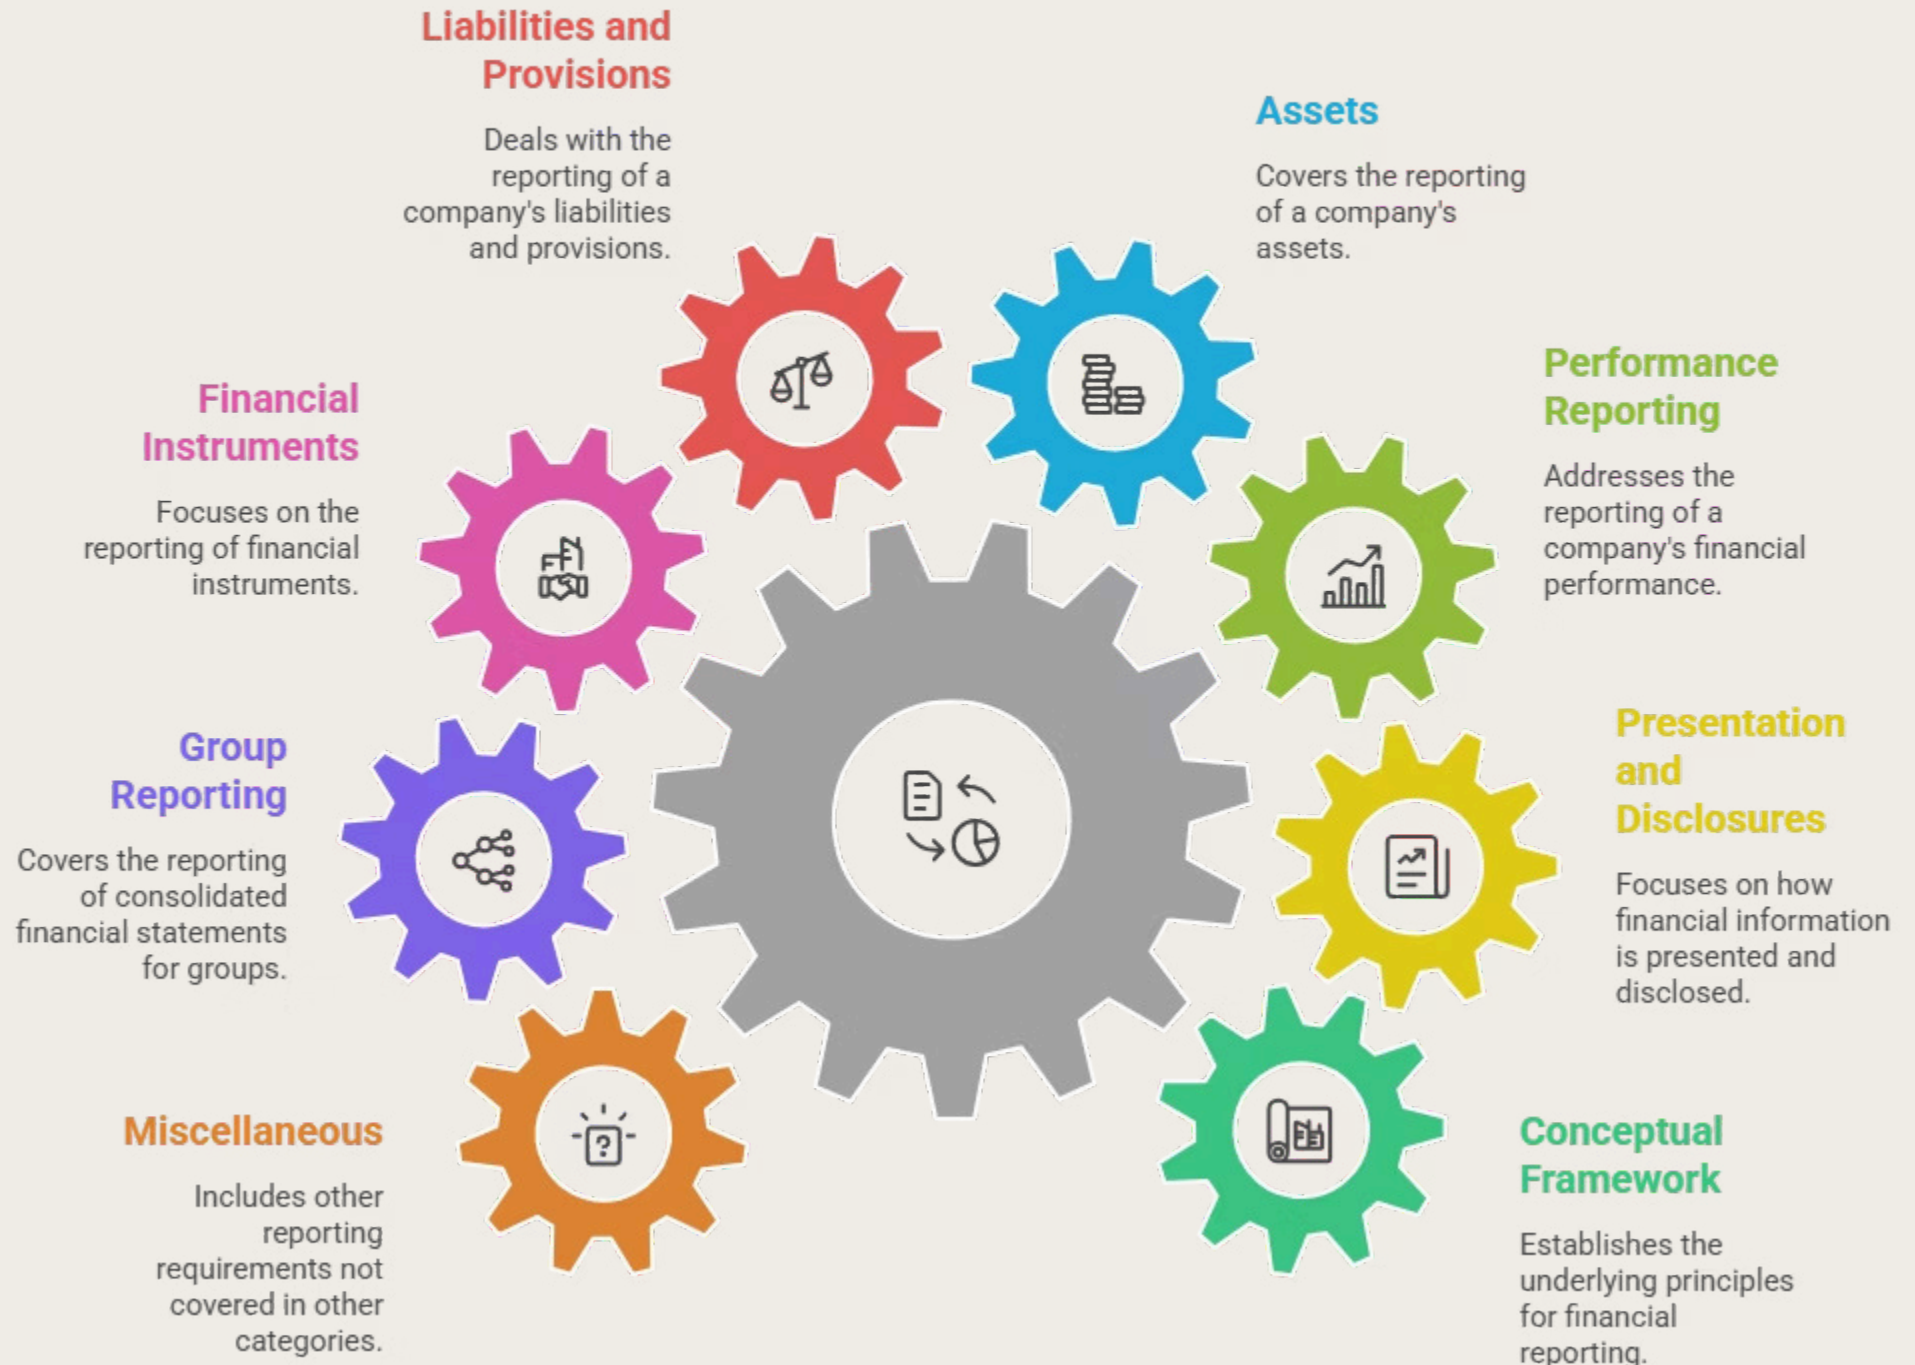 Liabilities and
Provisions
Deals with the
reporting of a
company's liabilities
and provisions.
Assets
Covers the reporting
of a company's
assets.
Financial
Instruments
Focuses on the
reporting of financial
instruments.
Performance
Reporting
Addresses the
reporting of a
company's financial
performance.
Group
Reporting
Covers the reporting
of consolidated
financial statements
for groups.
Presentation
and
Disclosures
Focuses on how
financial information
is presented and
disclosed.
Miscellaneous
Includes other
reporting
requirements not
covered in other
categories.
?
Conceptual
Framework
Establishes the
underlying principles
for financial
reporting.